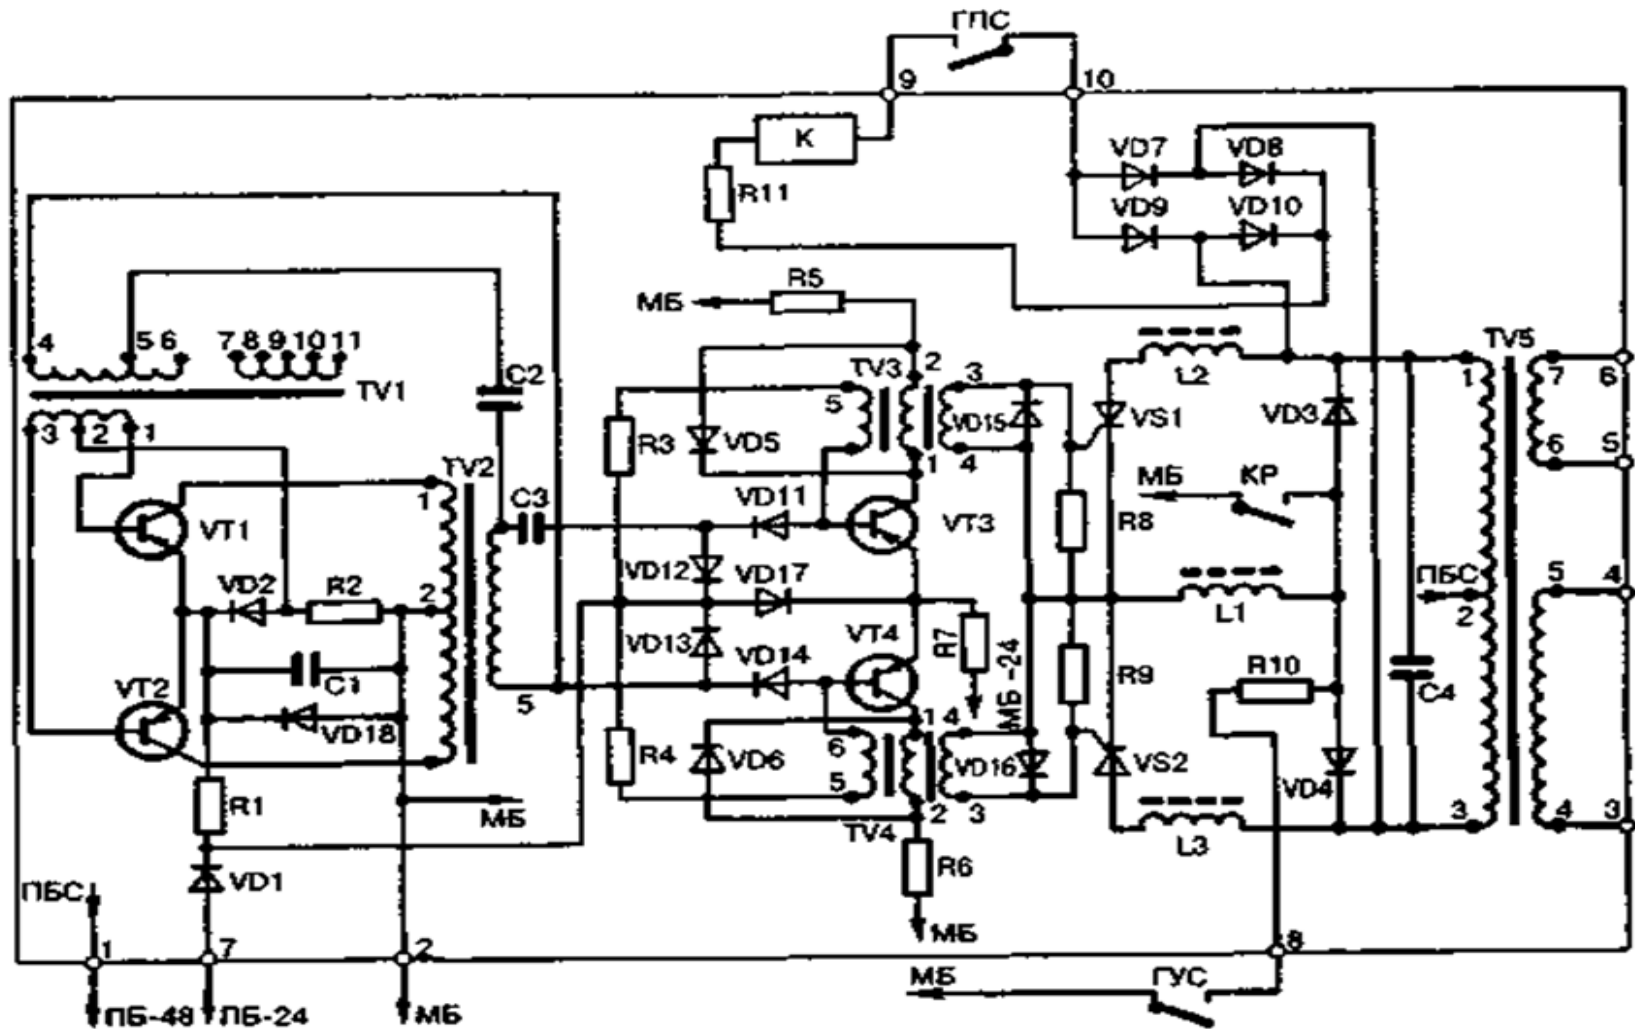 ГПС
9 10
K
VD7 VD8
R11
VD9 VD10
R5
МБ
4 5 6 7 8 9 10 11
TV1
C2
TV3 2 3
5
VD15
L2
VS1
VD3
1 TV5 7 6
3 2 1
R3
VD5
1 4
6 5
TV2
1
C3
VD11
VT3
R8
МБ КР
VT1
VD12 VD17
VD2 R2 2
L1
ПБС
2
5 4
VD13 VD14
VT4
R7
МБ -24
R9
R10
C1
C4
VT2
VD18
5
R4
6
5
VD6
1 4
VD16
VS2
VD4
R1
МБ
TV4
2 3
L3
3 4 3
R6
VD1
ПБС
МБ
1 7 2 8
МБ ГУС
ПБ-48 ПБ-24 МБ